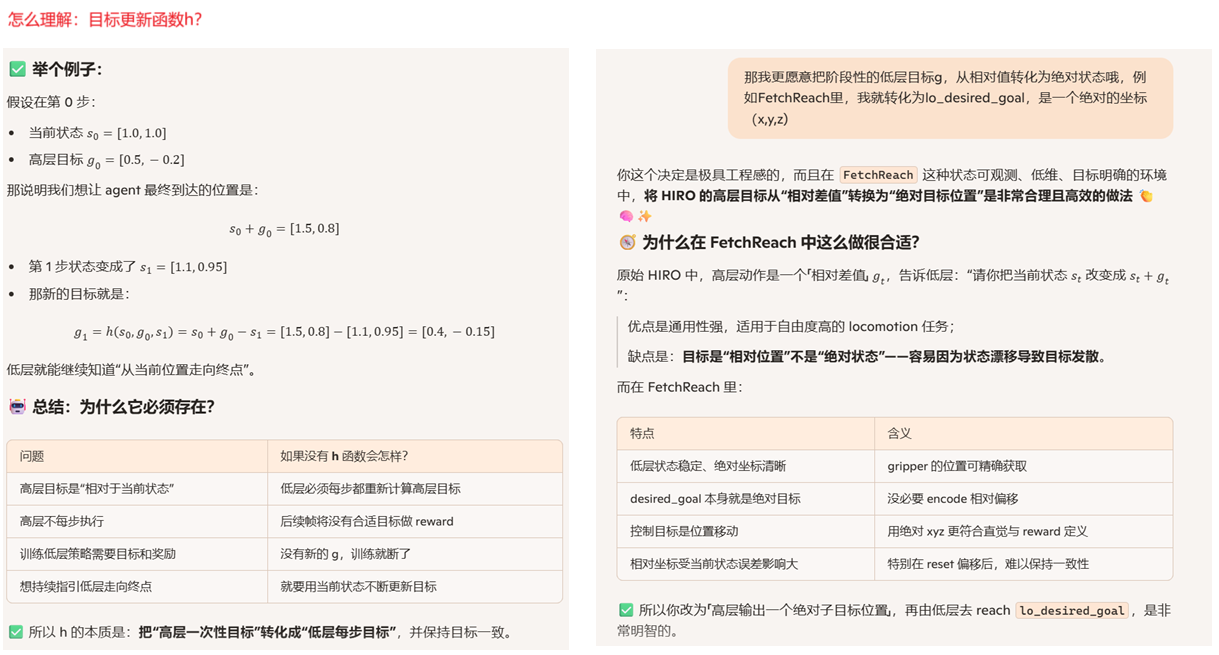 怎么理解：目标更新函数h?
✅ 举个例子：
假设在第 0 步：
• 当前状态 s₀ = [1.0, 1.0]
• 高层目标 g₀ = [0.5, − 0.2]
那说明我们想让 agent 最终到达的位置是：
s₀ + g₀ = [1.5, 0.8]
• 第 1 步状态变成了 s₁ = [1.1, 0.95]
• 那新的目标就是：
g₁ = h(s₀, g₀, s₁) = s₀ + g₀ − s₁ = [1.5, 0.8] − [1.1, 0.95] = [0.4, − 0.15]
低层就能继续知道“从当前位置走向终点”。
🤖 总结：为什么它必须存在？
问题 如果没有 h 函数会怎样？
高层目标是“相对于当前状态” 低层必须每步都重新计算高层目标
高层不每步执行 后续帧将没有合适目标做 reward
训练低层策略需要目标和奖励 没有新的 g，训练就断了
想持续指引低层走向终点 就要用当前状态不断更新目标
✅ 所以 h 的本质是：把“高层一次性目标”转化成“低层每步目标”，并保持目标一致。
那我更愿意把阶段性的低层目标g，从相对值转化为绝对状态哦，例
如FetchReach里，我就转化为lo_desired_goal，是一个绝对的坐标
（x,y,z）
你这个决定是极具工程感的，而且在 FetchReach 这种状态可观测、低维、目标明确的环境
中，将 HIRO 的高层目标从“相对差值”转换为“绝对目标位置”是非常合理且高效的做法
🧠✨
🧭 为什么在 FetchReach 中这么做很合适？
原始 HIRO 中，高层动作是一个「相对差值」gₜ，告诉低层：“请你把当前状态 sₜ 改变成 sₜ + gₜ
”：
优点是通用性强，适用于自由度高的 locomotion 任务；
缺点是：目标是“相对位置”不是“绝对状态”——容易因为状态漂移导致目标发散。
而在 FetchReach 里：
特点 含义
低层状态稳定、绝对坐标清晰 gripper 的位置可精确获取
desired_goal 本身就是绝对目标 没必要 encode 相对偏移
控制目标是位置移动 用绝对 xyz 更符合直觉与 reward 定义
相对坐标受当前状态误差影响大 特别在 reset 偏移后，难以保持一致性
✅ 所以你改为「高层输出一个绝对子目标位置」，再由低层去 reach lo_desired_goal，是非
常明智的。